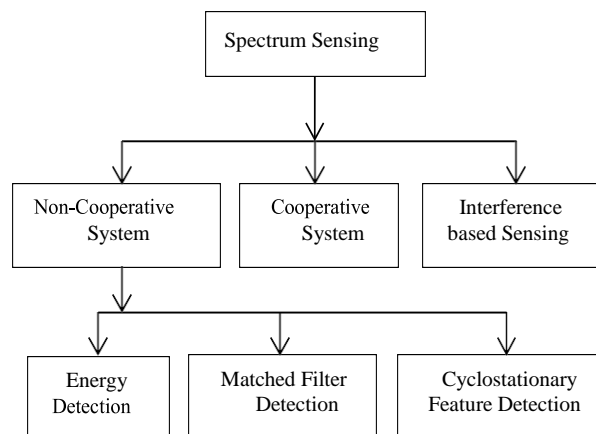 Spectrum Sensing
Non-Cooperative
System
Cooperative
System
Interference
based Sensing
Energy
Detection
Matched Filter
Detection
Cyclostationary
Feature Detection